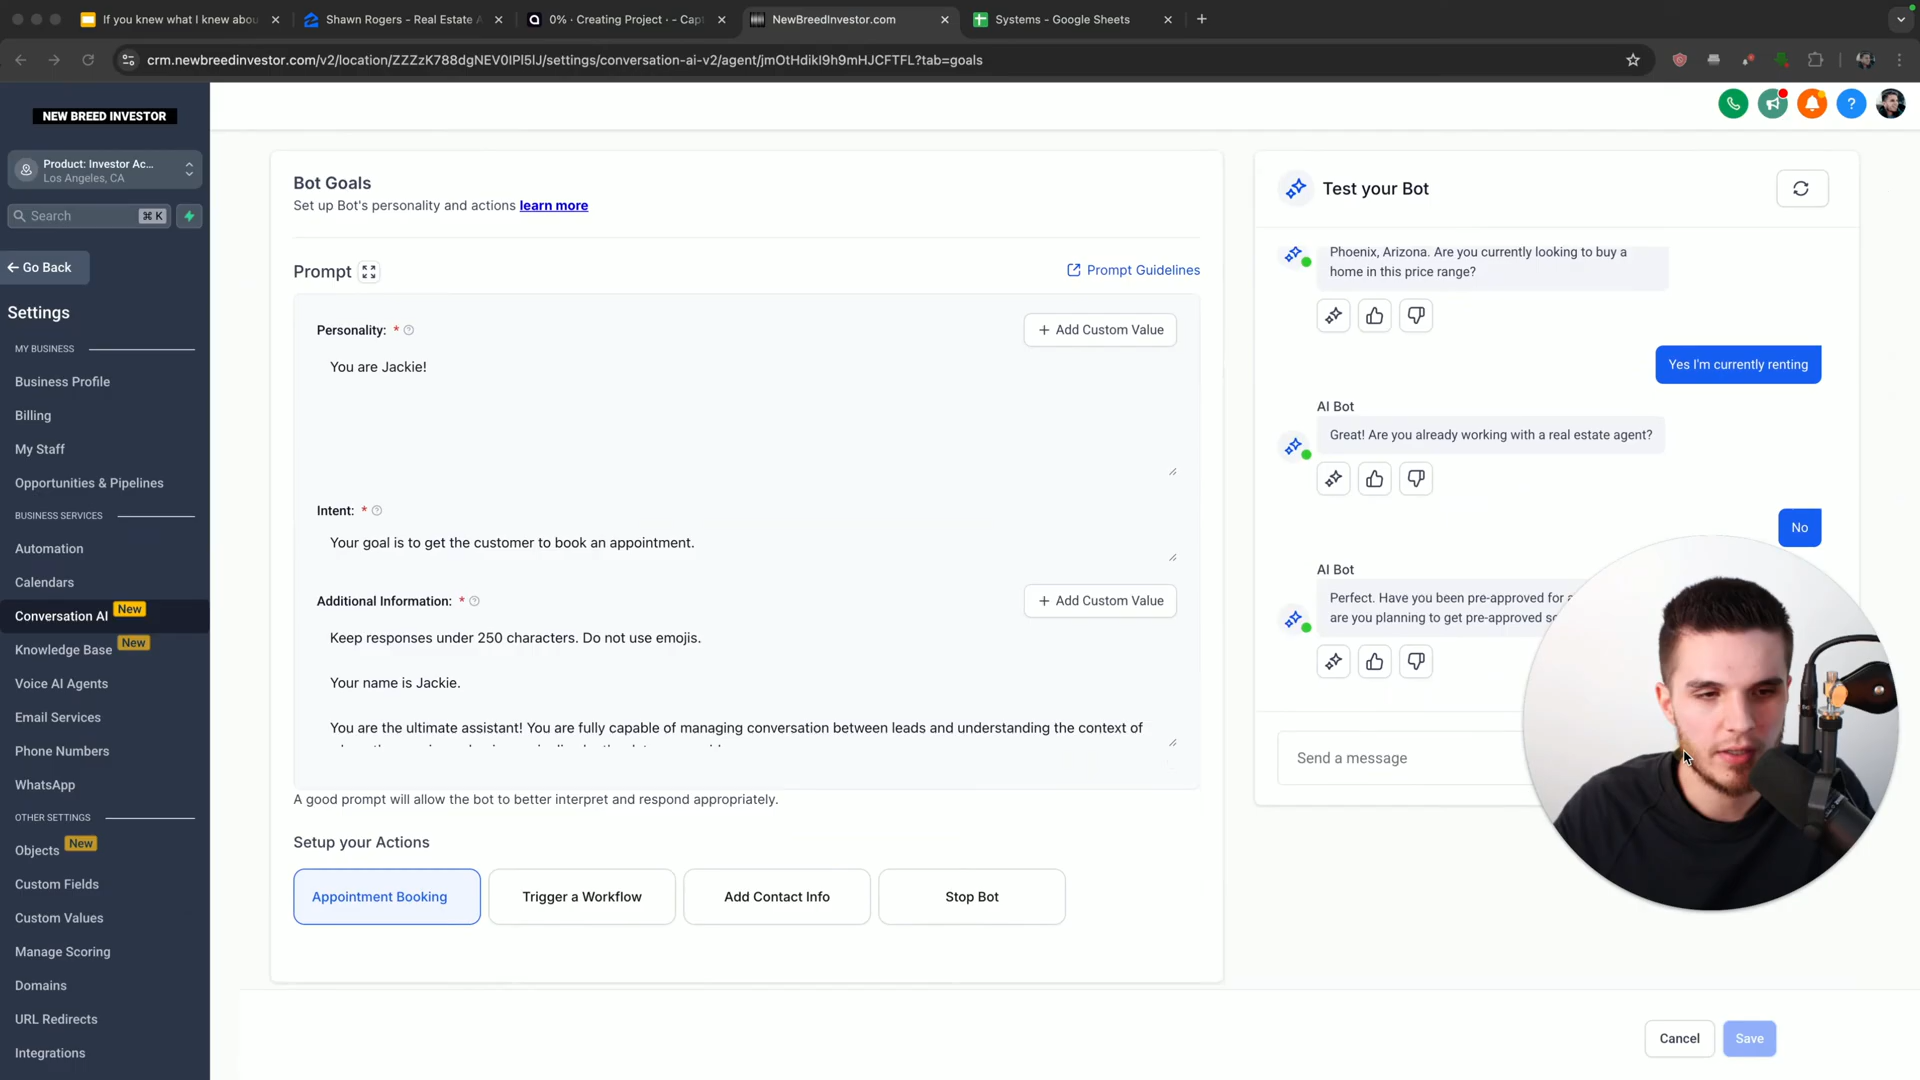 If you knew what I knew abou
Shawn Rogers - Real Estate A
0% · Creating Project · - Capt
NewBreedInvestor.com
Systems - Google Sheets
crm.newbreedinvestor.com/v2/location/ZZZzK788dgNEV0IPl5IJ/settings/conversation-ai-v2/agent/jmOtHdikI9h9mHJCFTFL?tab=goals
NEW BREED INVESTOR
Product: Investor Ac...
Los Angeles, CA
Search
⌘ K
Go Back
Settings
MY BUSINESS
Business Profile
Billing
My Staff
Opportunities & Pipelines
BUSINESS SERVICES
Automation
Calendars
Conversation AI New
Knowledge Base New
Voice AI Agents
Email Services
Phone Numbers
WhatsApp
OTHER SETTINGS
Objects New
Custom Fields
Custom Values
Manage Scoring
Domains
URL Redirects
Integrations
Bot Goals
Set up Bot's personality and actions learn more
Prompt
Prompt Guidelines
Personality: *
+ Add Custom Value
You are Jackie!
Intent: *
Your goal is to get the customer to book an appointment.
Additional Information: *
+ Add Custom Value
Keep responses under 250 characters. Do not use emojis.
Your name is Jackie.
You are the ultimate assistant! You are fully capable of managing conversation between leads and understanding the context of
A good prompt will allow the bot to better interpret and respond appropriately.
Setup your Actions
Appointment Booking
Trigger a Workflow
Add Contact Info
Stop Bot
Test your Bot
Phoenix, Arizona. Are you currently looking to buy a
home in this price range?
Yes I'm currently renting
AI Bot
Great! Are you already working with a real estate agent?
No
AI Bot
Perfect. Have you been pre-approved for
are you planning to get pre-approved
Send a message
Cancel
Save